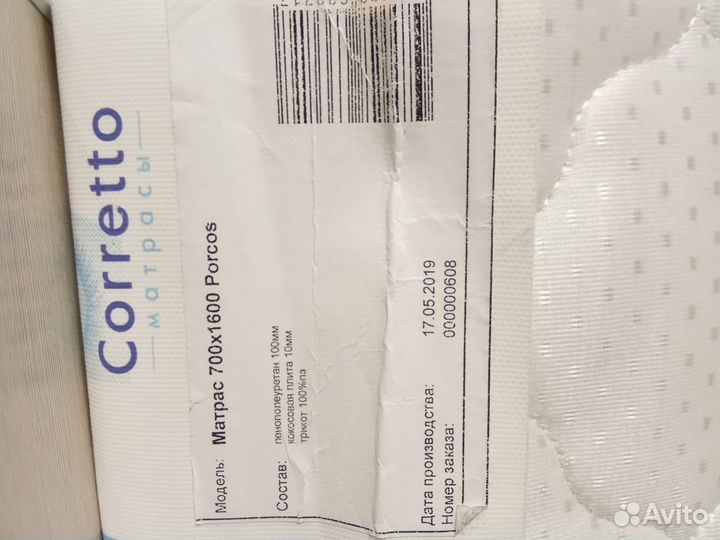 Corretto
матрасы
Модель: Матрас 700х1600 Porcos
Состав: пенополеуретан 100мм
кокосовая плита 10мм
трикот 100%пэ
Дата производства: 17.05.2019
Номер заказа: 000000608
Avito